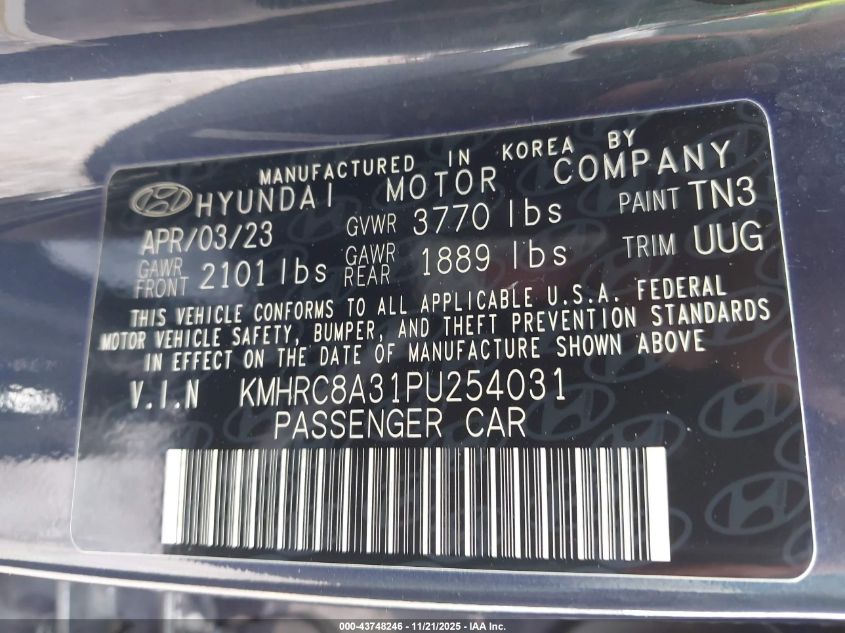 MANUFACTURED IN KOREA BY
HYUNDAI MOTOR COMPANY
APR/03/23 GVWR 3770 lbs PAINT TN3
GAWR FRONT 2101 lbs GAWR REAR 1889 lbs TRIM UUG
THIS VEHICLE CONFORMS TO ALL APPLICABLE U.S.A. FEDERAL
MOTOR VEHICLE SAFETY, BUMPER, AND THEFT PREVENTION STANDARDS
IN EFFECT ON THE DATE OF MANUFACTURE SHOWN ABOVE
V.I.N KMHRC8A31PU254031
PASSENGER CAR
000-43748246 - 11/21/2025 - IAA, Inc.